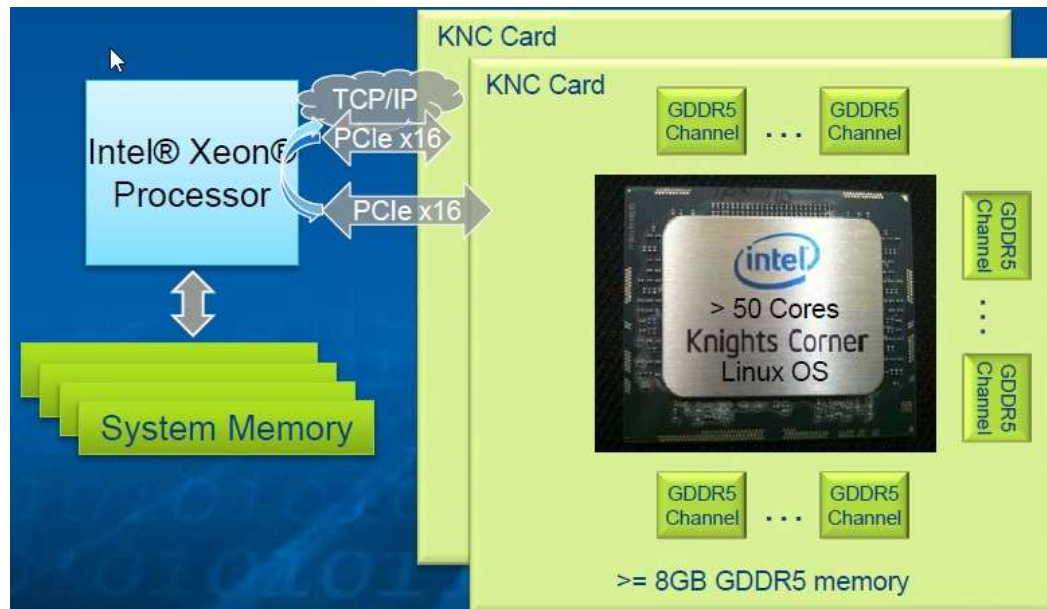 KNC Card
KNC Card
TCP/IP
PCIe x16
PCIe x16
Intel® Xeon®
Processor
System Memory
GDDR5
Channel
...
GDDR5
Channel
intel
> 50 Cores
Knights Corner
Linux OS
GDDR5
Channel
...
GDDR5
Channel
GDDR5
Channel
...
GDDR5
Channel
>= 8GB GDDR5 memory